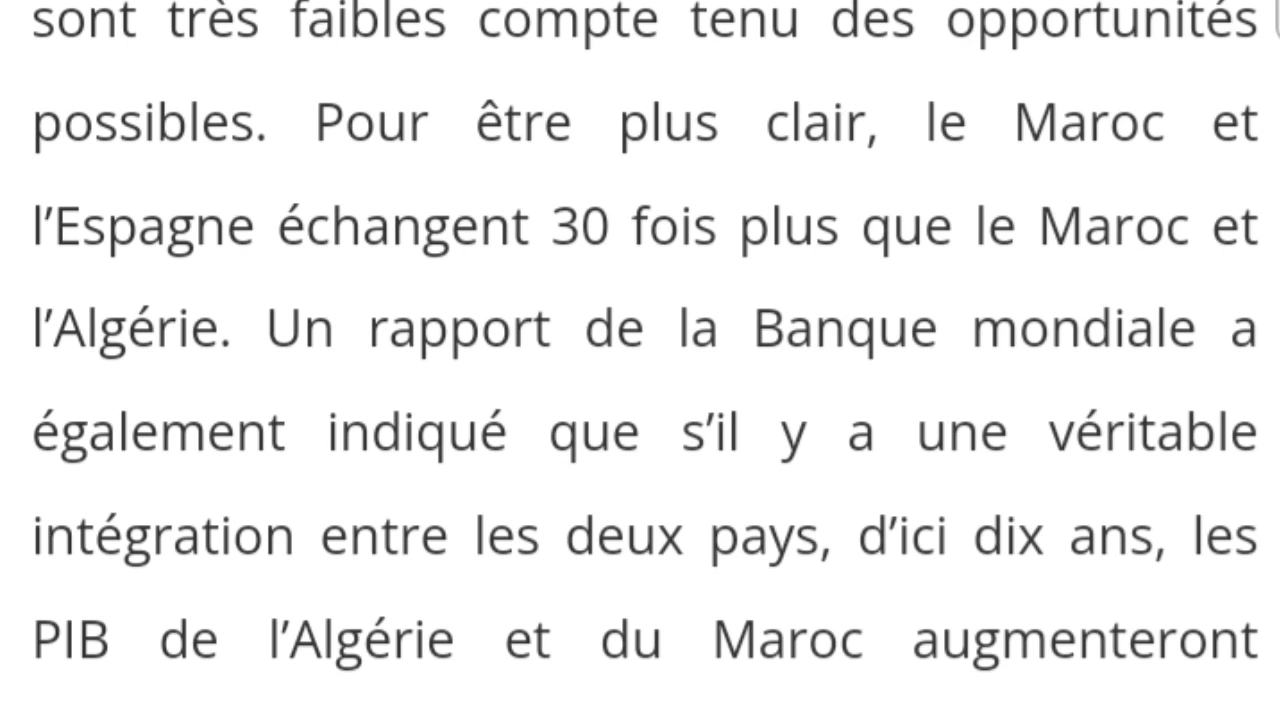 sont très faibles compte tenu des opportunités
possibles. Pour être plus clair, le Maroc et
l’Espagne échangent 30 fois plus que le Maroc et
l’Algérie. Un rapport de la Banque mondiale a
également indiqué que s’il y a une véritable
intégration entre les deux pays, d’ici dix ans, les
PIB de l’Algérie et du Maroc augmenteront